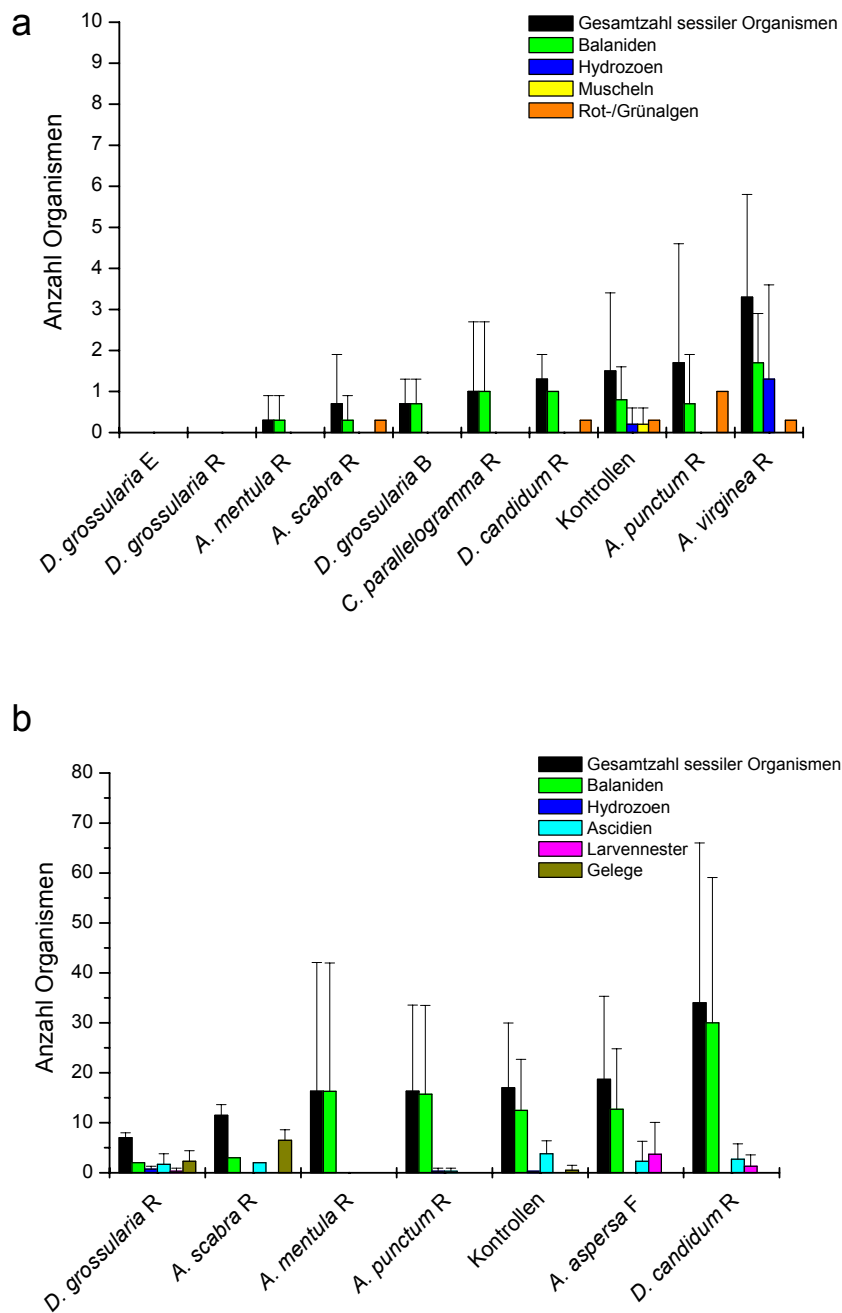 a
Gesamtzahl sessiler Organismen
Balaniden
Hydrozoen
Muscheln
Rot-/Grünalgen
Anzahl Organismen
10
9
8
7
6
5
4
3
2
1
0
D. grossularia E
D. grossularia R
A. mentula R
A. scabra R
D. grossularia B
C. parallelogramma R
D. candidum R
Kontrollen
A. punctum R
A. virginea R
b
Gesamtzahl sessiler Organismen
Balaniden
Hydrozoen
Ascidien
Larvennester
Gelege
Anzahl Organismen
80
70
60
50
40
30
20
10
0
D. grossularia R
A. scabra R
A. mentula R
A. punctum R
Kontrollen
A. aspersa F
D. candidum R